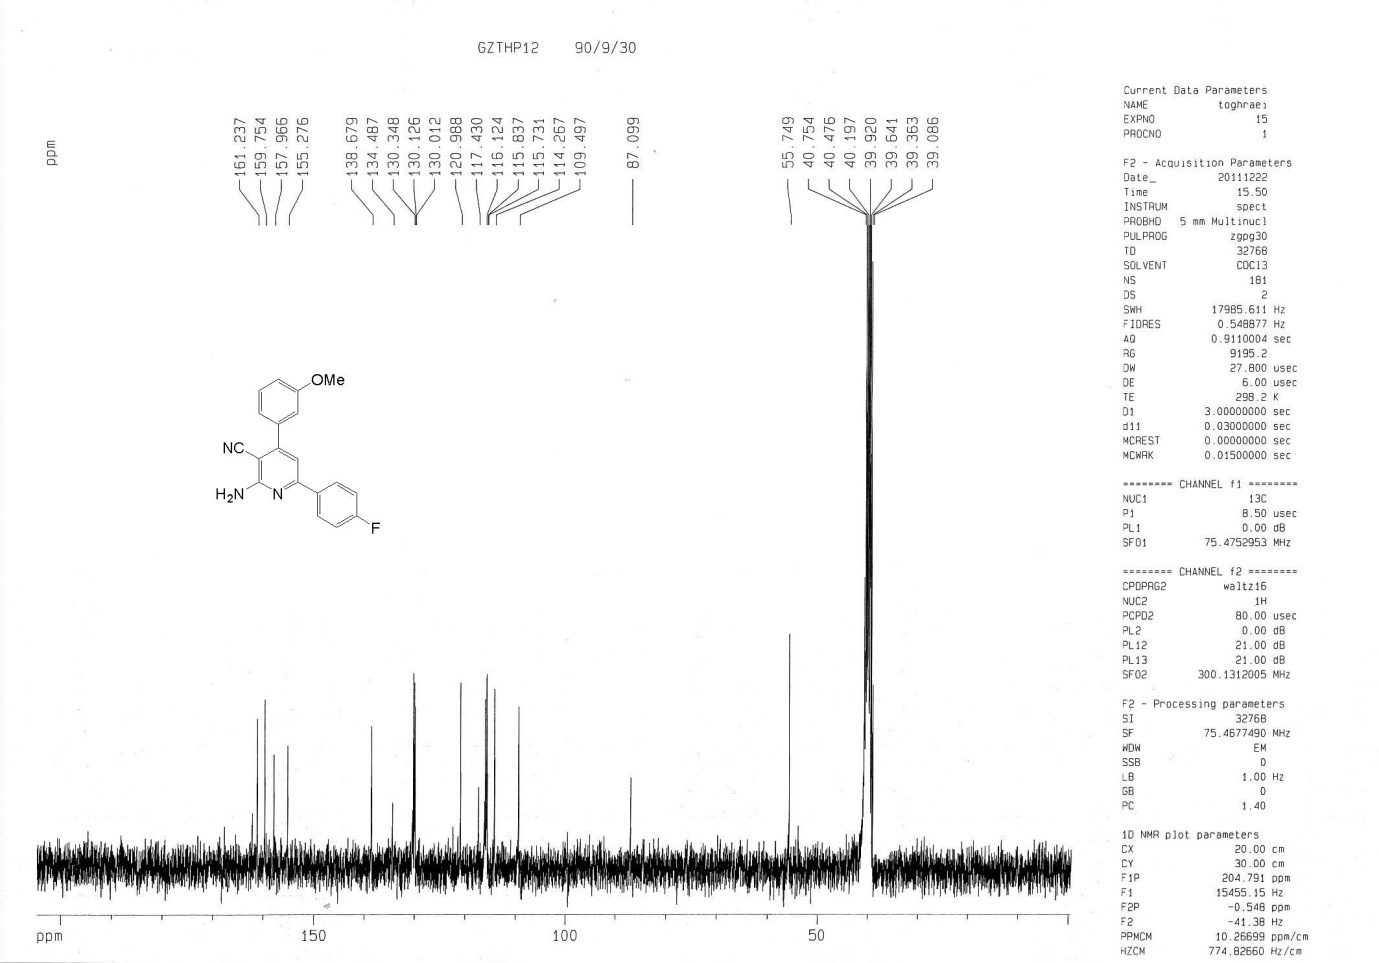 GZTHP12 90/9/30
ppm
161.237
159.754
157.966
155.276
138.679
134.487
130.348
130.126
130.012
120.988
117.430
116.124
115.837
115.731
114.267
109.497
87.099
55.749
40.754
40.476
40.197
39.920
39.641
39.363
39.086
OMe
NC
H2N
N
F
ppm
150
100
50
Current Data Parameters
NAME toghraei
EXPNO 15
PROCNO 1
F2 - Acquisition Parameters
Date_ 20111222
Time 15.50
INSTRUM spect
PROBHD 5 mm Multinucl
PULPROG zgpg30
TD 32768
SOLVENT CDCl3
NS 181
DS 2
SWH 17985.611 Hz
FIDRES 0.548877 Hz
AQ 0.9110004 sec
RG 9195.2
DW 27.800 usec
DE 6.00 usec
TE 298.2 K
D1 3.00000000 sec
d11 0.03000000 sec
MCREST 0.00000000 sec
MCWRK 0.01500000 sec
======== CHANNEL f1 ========
NUC1 13C
P1 8.50 usec
PL1 0.00 dB
SFO1 75.4752953 MHz
======== CHANNEL f2 ========
CPDPRG2 waltz16
NUC2 1H
PCPD2 80.00 usec
PL2 0.00 dB
PL12 21.00 dB
PL13 21.00 dB
SFO2 300.1312005 MHz
F2 - Processing parameters
SI 32768
SF 75.4677490 MHz
WDW EM
SSB 0
LB 1.00 Hz
GB 0
PC 1.40
1D NMR plot parameters
CX 20.00 cm
CY 30.00 cm
F1P 204.791 ppm
F1 15455.15 Hz
F2P -0.548 ppm
F2 -41.38 Hz
PPMCM 10.26699 ppm/cm
HZCM 774.82660 Hz/cm